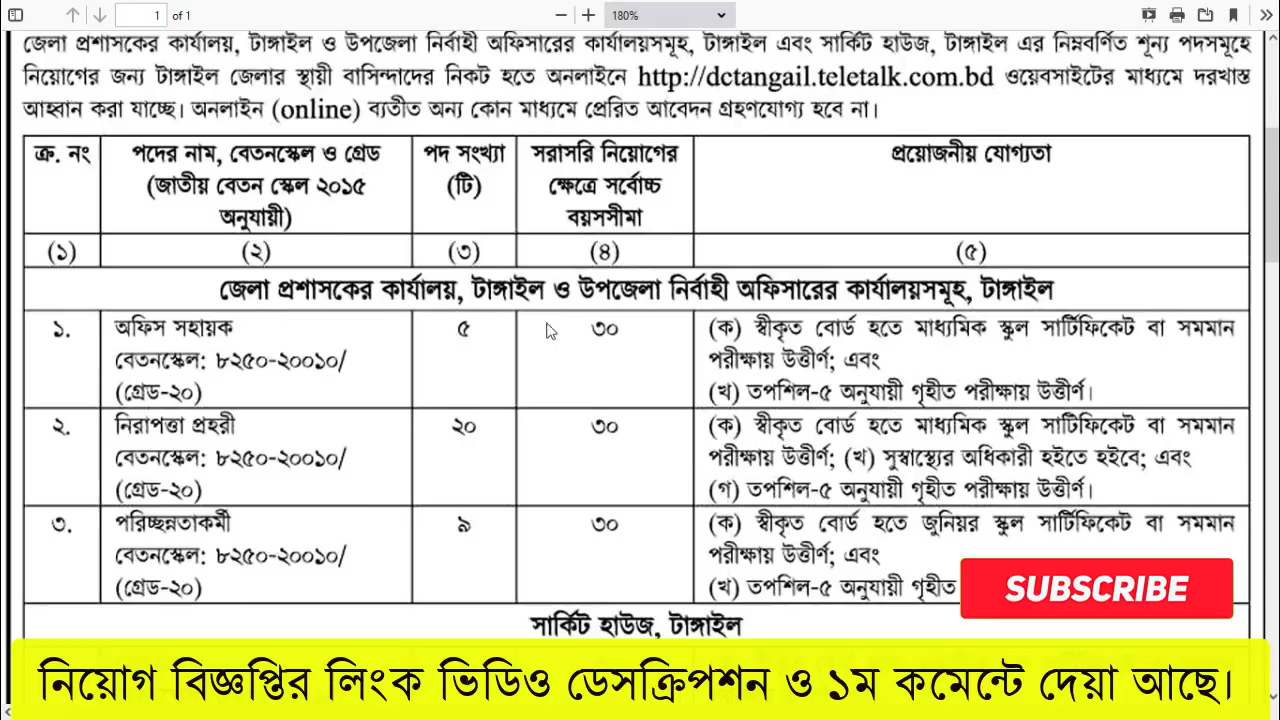 1 of 1 180%
জেলা প্রশাসকের কার্যালয়, টাঙ্গাইল ও উপজেলা নির্বাহী অফিসারের কার্যালয়সমূহ, টাঙ্গাইল এবং সার্কিট হাউজ, টাঙ্গাইল এর নিম্নবর্ণিত শূন্য পদসমূহে
নিয়োগের জন্য টাঙ্গাইল জেলার স্থায়ী বাসিন্দাদের নিকট হতে অনলাইনে http://dctangail.teletalk.com.bd ওয়েবসাইটের মাধ্যমে দরখাস্ত
আহ্বান করা যাচ্ছে। অনলাইন (online) ব্যতীত অন্য কোন মাধ্যমে প্রেরিত আবেদন গ্রহণযোগ্য হবে না।
ক্র. নং পদের নাম, বেতনস্কেল ও গ্রেড পদ সংখ্যা সরাসরি নিয়োগের প্রয়োজনীয় যোগ্যতা
(জাতীয় বেতন স্কেল ২০১৫ (টি) ক্ষেত্রে সর্বোচ্চ
অনুযায়ী) বয়সসীমা
(১) (২) (৩) (৪) (৫)
জেলা প্রশাসকের কার্যালয়, টাঙ্গাইল ও উপজেলা নির্বাহী অফিসারের কার্যালয়সমূহ, টাঙ্গাইল
১. অফিস সহায়ক ৫ ৩০ (ক) স্বীকৃত বোর্ড হতে মাধ্যমিক স্কুল সার্টিফিকেট বা সমমান
বেতনস্কেল: ৮২৫০-২০০১০/ পরীক্ষায় উত্তীর্ণ; এবং
(গ্রেড-২০) (খ) তপশিল-৫ অনুযায়ী গৃহীত পরীক্ষায় উত্তীর্ণ।
২. নিরাপত্তা প্রহরী ২০ ৩০ (ক) স্বীকৃত বোর্ড হতে মাধ্যমিক স্কুল সার্টিফিকেট বা সমমান
বেতনস্কেল: ৮২৫০-২০০১০/ পরীক্ষায় উত্তীর্ণ; (খ) সুস্বাস্থ্যের অধিকারী হইতে হইবে; এবং
(গ্রেড-২০) (গ) তপশিল-৫ অনুযায়ী গৃহীত পরীক্ষায় উত্তীর্ণ।
৩. পরিচ্ছন্নতাকর্মী ৯ ৩০ (ক) স্বীকৃত বোর্ড হতে জুনিয়র স্কুল সার্টিফিকেট বা সমমান
বেতনস্কেল: ৮২৫০-২০০১০/ পরীক্ষায় উত্তীর্ণ; এবং
(গ্রেড-২০) (খ) তপশিল-৫ অনুযায়ী গৃহীত
SUBSCRIBE
সার্কিট হাউজ, টাঙ্গাইল
নিয়োগ বিজ্ঞপ্তির লিংক ভিডিও ডেসক্রিপশন ও ১ম কমেন্টে দেয়া আছে।